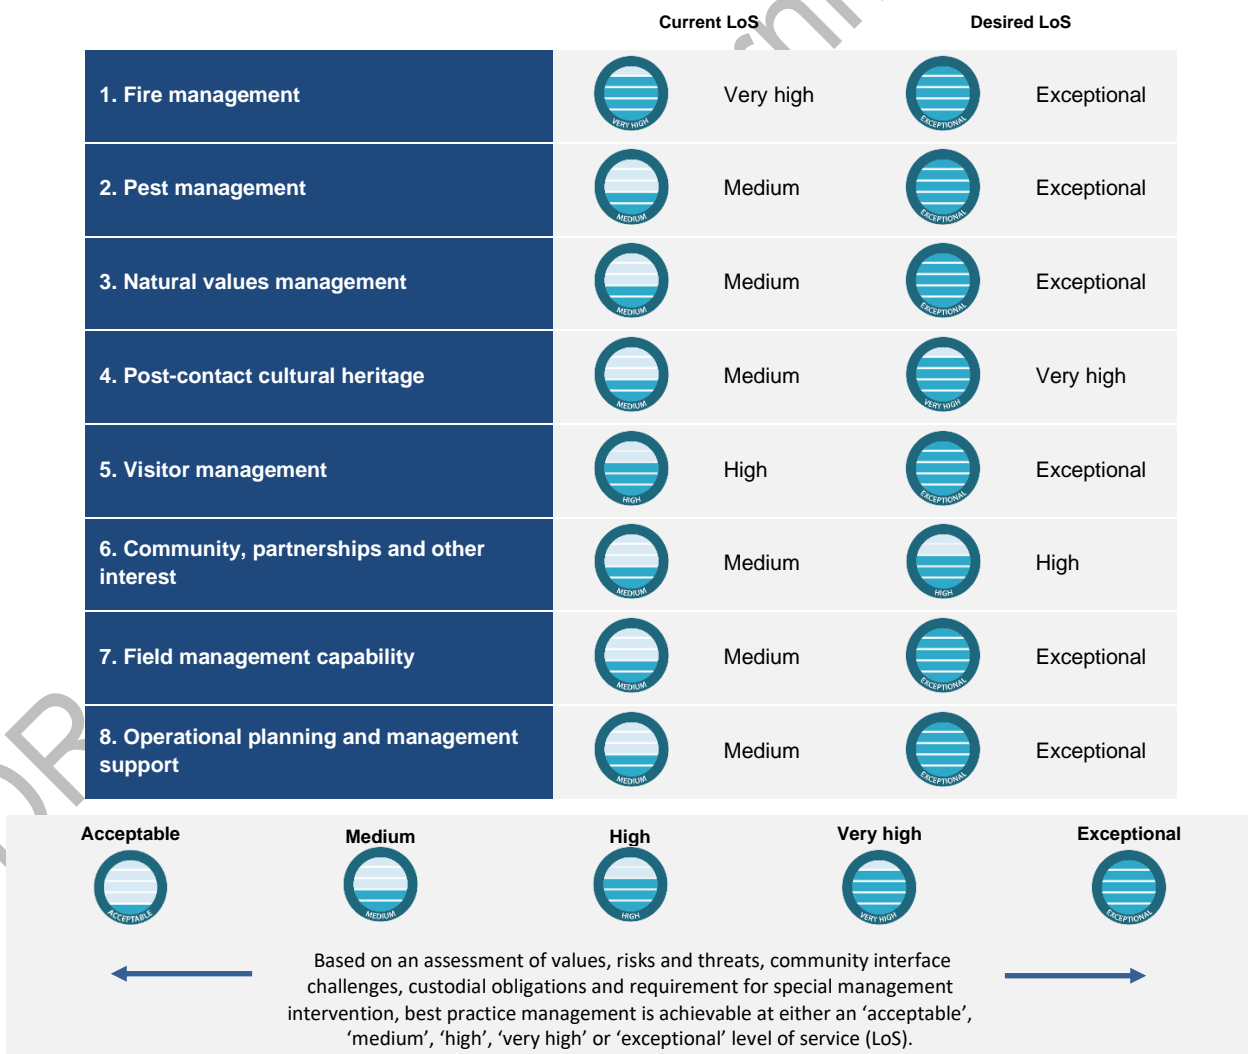 Current LoS Desired LoS
1. Fire management VERY HIGH Very high EXCEPTIONAL Exceptional
2. Pest management MEDIUM Medium EXCEPTIONAL Exceptional
3. Natural values management MEDIUM Medium EXCEPTIONAL Exceptional
4. Post-contact cultural heritage MEDIUM Medium VERY HIGH Very high
5. Visitor management HIGH High EXCEPTIONAL Exceptional
6. Community, partnerships and other
interest MEDIUM Medium HIGH High
7. Field management capability MEDIUM Medium EXCEPTIONAL Exceptional
8. Operational planning and management
support MEDIUM Medium EXCEPTIONAL Exceptional
Acceptable Medium High Very high Exceptional
ACCEPTABLE MEDIUM HIGH VERY HIGH EXCEPTIONAL
Based on an assessment of values, risks and threats, community interface
challenges, custodial obligations and requirement for special management
intervention, best practice management is achievable at either an ‘acceptable’,
‘medium’, ‘high’, ‘very high’ or ‘exceptional’ level of service (LoS).